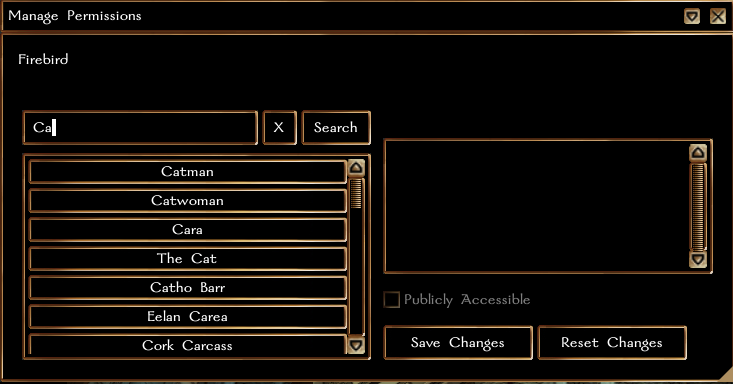 Manage Permissions
Firebird
Ca
X
Search
Catman
Catwoman
Cara
The Cat
Catho Barr
Eelan Carea
Cork Carcass
Publicly Accessible
Save Changes
Reset Changes